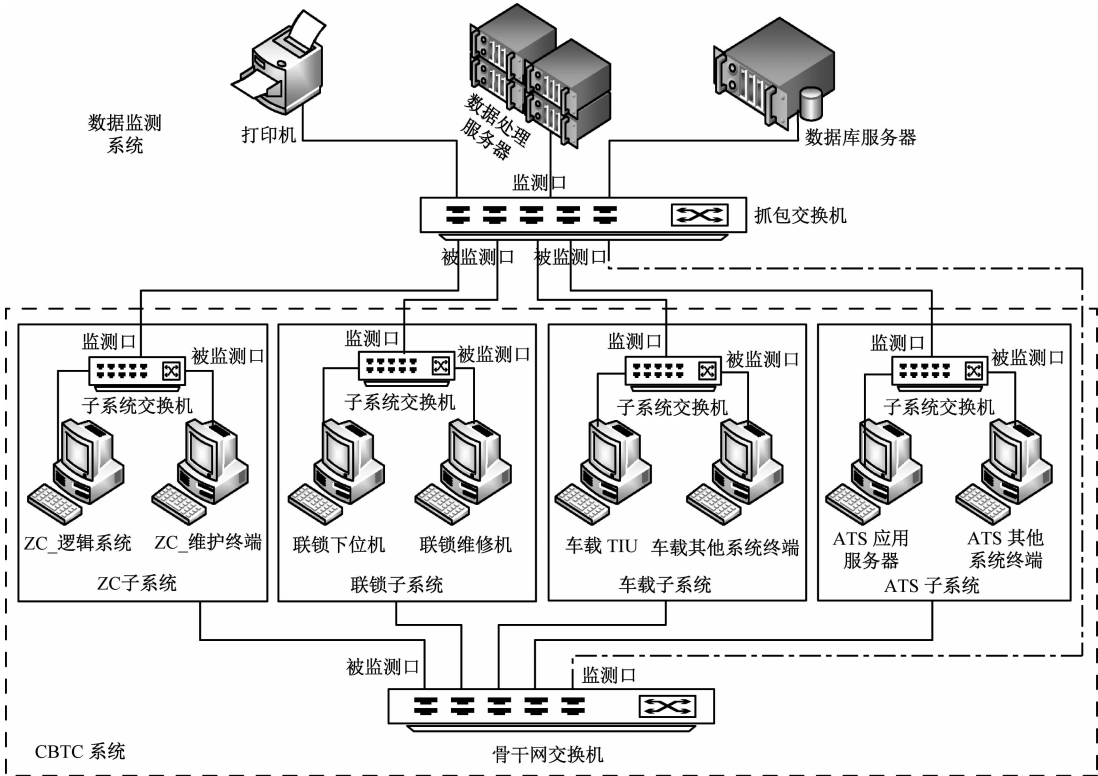 数据监测
系统
打印机
数据处理
服务器
数据库服务器
监测口
抓包交换机
被监测口
被监测口
监测口
被监测口
子系统交换机
监测口
被监测口
子系统交换机
监测口
被监测口
子系统交换机
监测口
被监测口
子系统交换机
ZC_逻辑系统
ZC_维护终端
ZC子系统
联锁下位机
联锁维修机
联锁子系统
车载 TIU
车载其他系统终端
车载子系统
ATS 应用
服务器
ATS 其他
系统终端
ATS 子系统
被监测口
监测口
骨干网交换机
CBTC 系统